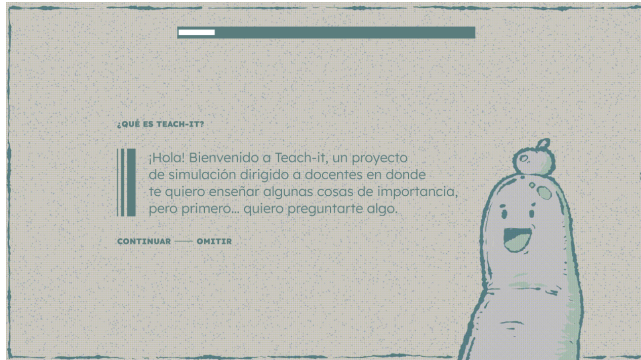 ¿QUÉ ES TEACH-IT?
¡Hola! Bienvenido a Teach-it, un proyecto
de simulación dirigido a docentes en donde
te quiero enseñar algunas cosas de importancia,
pero primero... quiero preguntarte algo.
CONTINUAR —— OMITIR